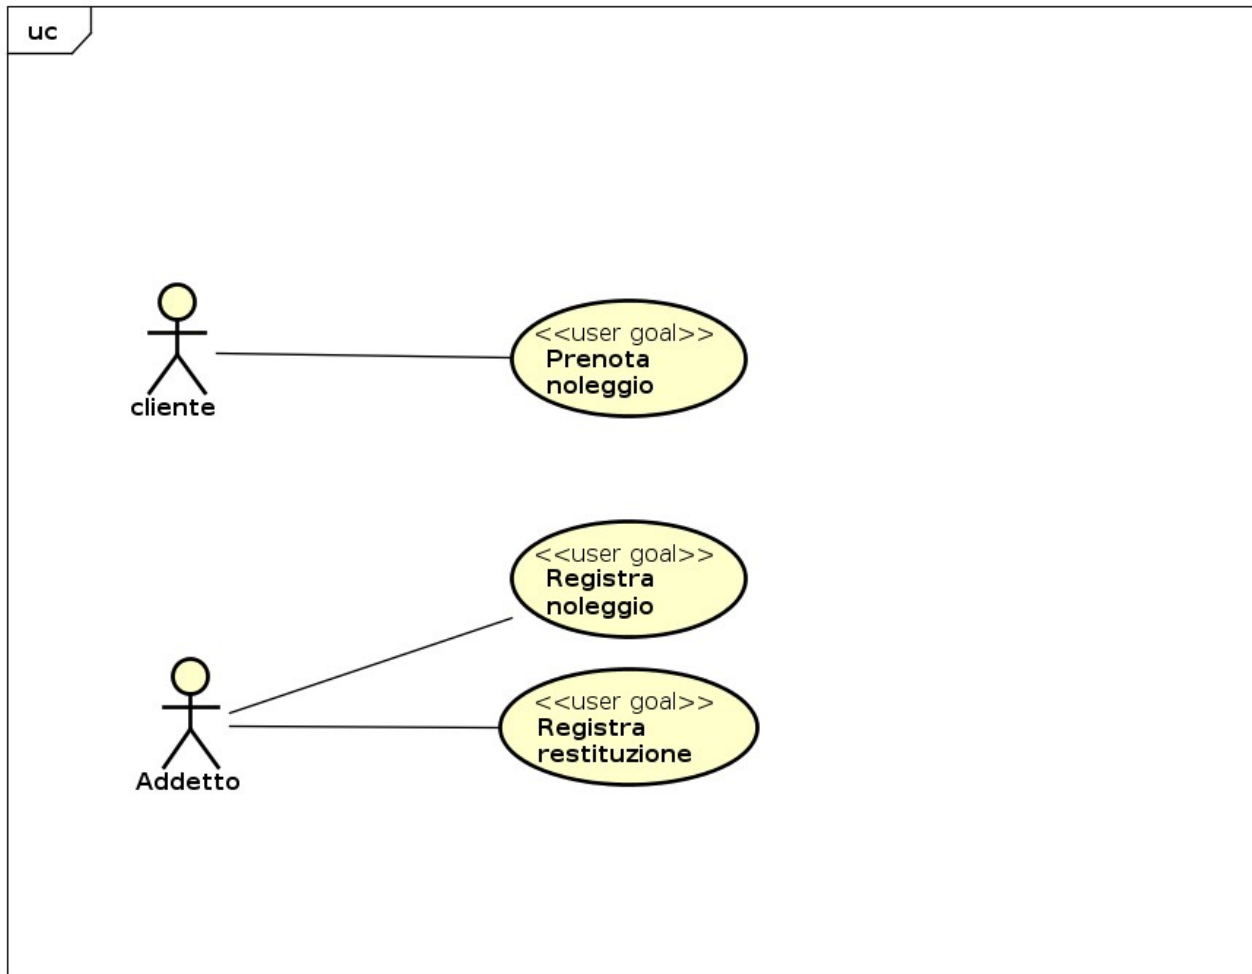 uc
<<user goal>>
Prenota
noleggio
cliente
<<user goal>>
Registra
noleggio
<<user goal>>
Registra
restituzione
Addetto